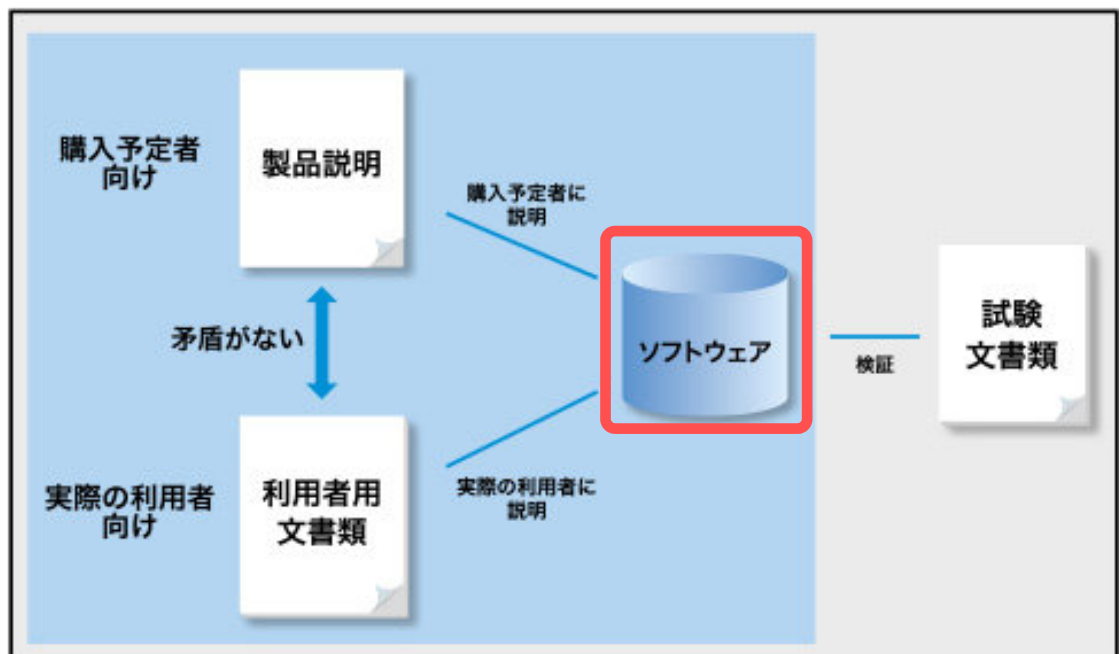 購入予定者
向け
製品説明
購入予定者に
説明
矛盾がない
ソフトウェア
検証
試験
文書類
実際の利用者
向け
利用者用
文書類
実際の利用者に
説明